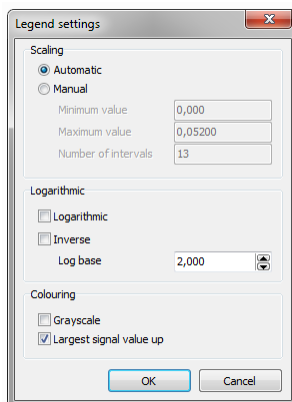 Legend settings
Scaling
Automatic
Manual
Minimum value 0,000
Maximum value 0,05200
Number of intervals 13
Logarithmic
Logarithmic
Inverse
Log base 2,000
Colouring
Grayscale
Largest signal value up
OK Cancel